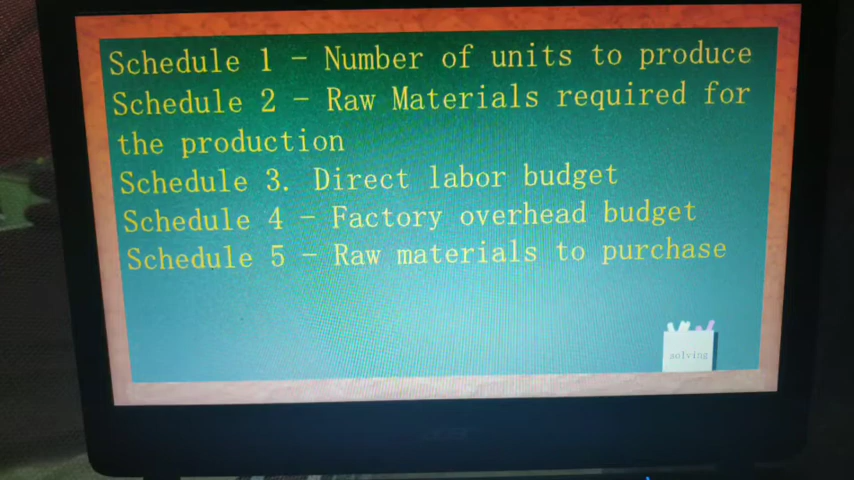 Schedule 1 - Number of units to produce
Schedule 2 - Raw Materials required for
the production
Schedule 3. Direct labor budget
Schedule 4 - Factory overhead budget
Schedule 5 - Raw materials to purchase
aolving